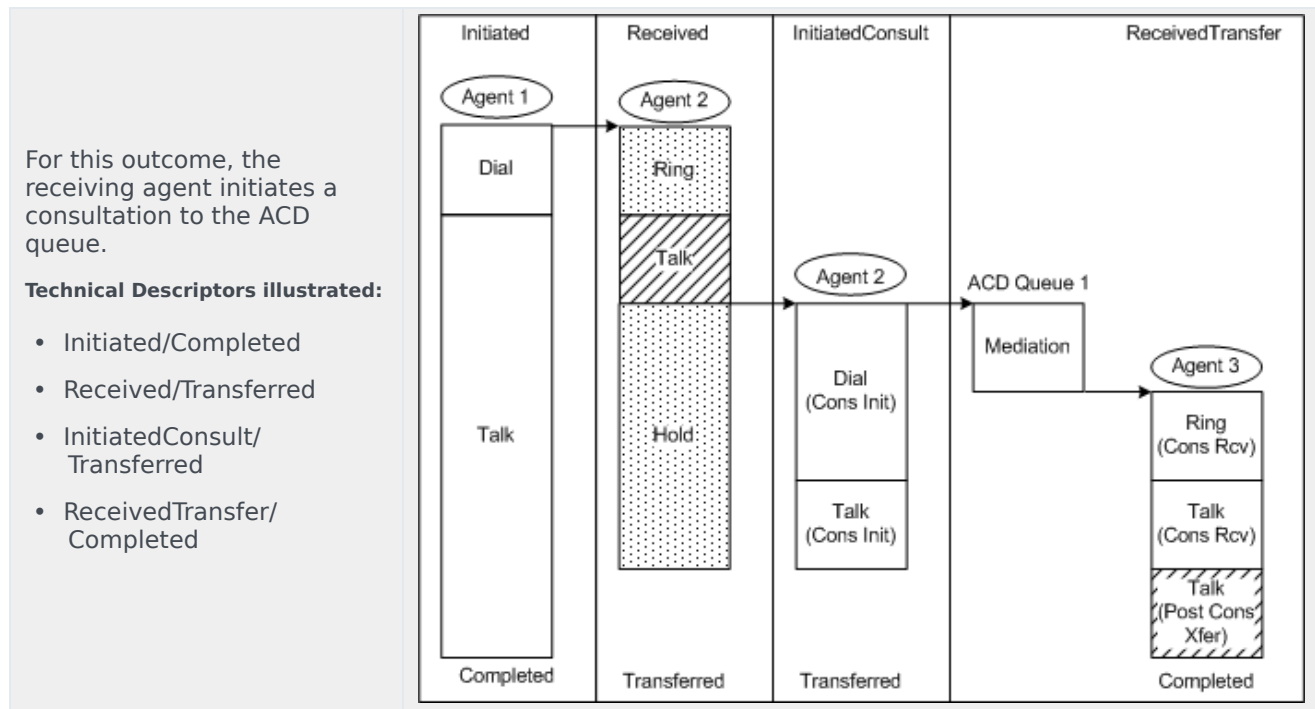 For this outcome, the
receiving agent initiates a
consultation to the ACD
queue.
Technical Descriptors illustrated:
• Initiated/Completed
• Received/Transferred
• InitiatedConsult/
Transferred
• ReceivedTransfer/
Completed
Initiated
Received
InitiatedConsult
ReceivedTransfer
Agent 1
Dial
Talk
Completed
Agent 2
Ring
Talk
Hold
Transferred
Agent 2
Dial
(Cons Init)
Talk
(Cons Init)
Transferred
ACD Queue 1
Mediation
Agent 3
Ring
(Cons Rcv)
Talk
(Cons Rcv)
Talk
(Post Cons
Xfer)
Completed